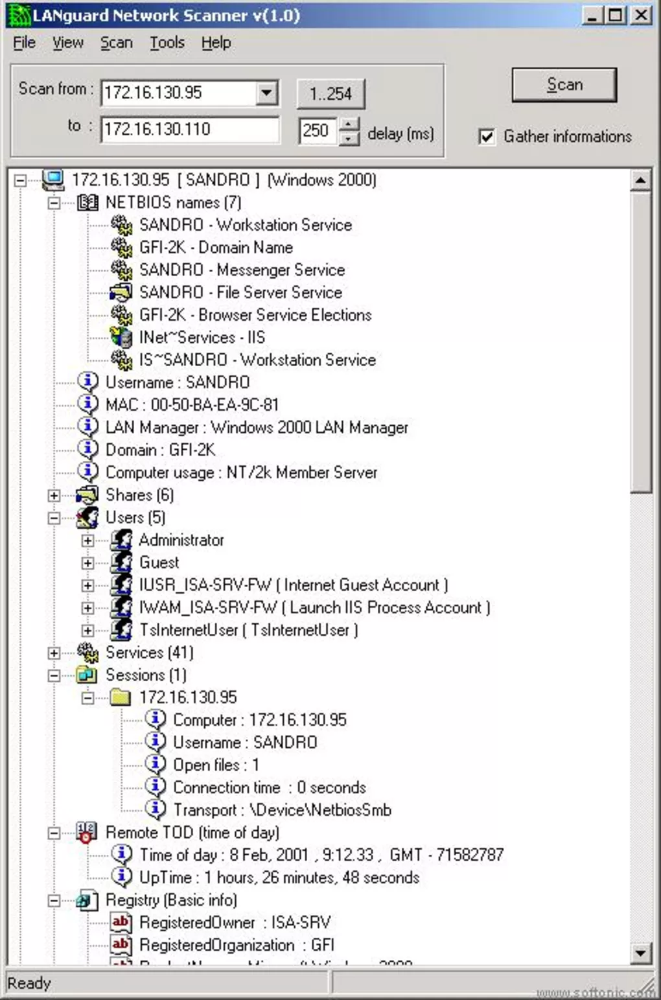 LANguard Network Scanner v(1.0)
File View Scan Tools Help
Scan from : 172.16.130.95 1..254 Scan
to : 172.16.130.110 250 delay (ms) Gather informations
172.16.130.95 [ SANDRO ] (Windows 2000)
NETBIOS names (7)
SANDRO - Workstation Service
GFI-2K - Domain Name
SANDRO - Messenger Service
SANDRO - File Server Service
GFI-2K - Browser Service Elections
INet~Services - IIS
IS~SANDRO - Workstation Service
Username : SANDRO
MAC : 00-50-BA-EA-9C-81
LAN Manager : Windows 2000 LAN Manager
Domain : GFI-2K
Computer usage : NT/2k Member Server
Shares (6)
Users (5)
Administrator
Guest
IUSR_ISA-SRV-FW ( Internet Guest Account )
IWAM_ISA-SRV-FW ( Launch IIS Process Account )
TsInternetUser ( TsInternetUser )
Services (41)
Sessions (1)
172.16.130.95
Computer : 172.16.130.95
Username : SANDRO
Open files : 1
Connection time : 0 seconds
Transport : \Device\NetbiosSmb
Remote TOD (time of day)
Time of day : 8 Feb, 2001 , 9:12.33 , GMT - 71582787
UpTime : 1 hours, 26 minutes, 48 seconds
Registry (Basic info)
RegisteredOwner : ISA-SRV
RegisteredOrganization : GFI
Ready
www.softonic.com